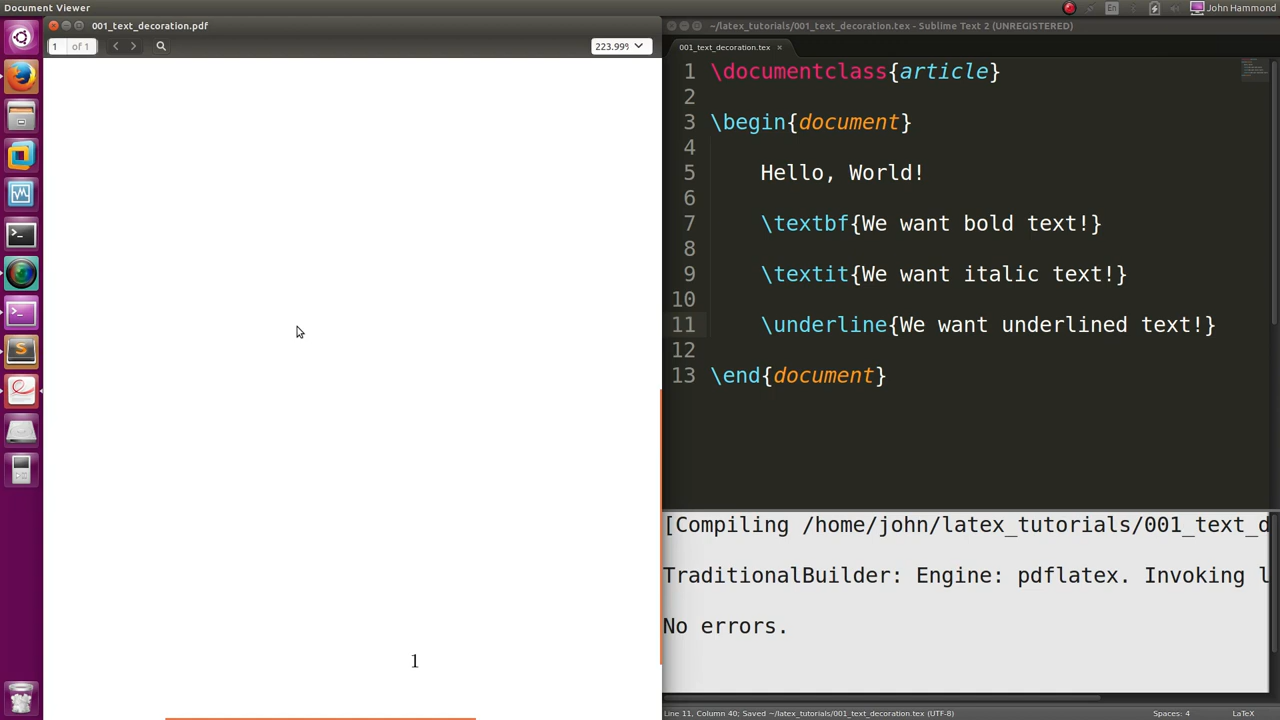 Document Viewer
En
John Hammond
001_text_decoration.pdf
1 of 1
223.99%
1
~/latex_tutorials/001_text_decoration.tex - Sublime Text 2 (UNREGISTERED)
001_text_decoration.tex
1 \documentclass{article}
2
3 \begin{document}
4
5 Hello, World!
6
7 \textbf{We want bold text!}
8
9 \textit{We want italic text!}
10
11 \underline{We want underlined text!}
12
13 \end{document}
[Compiling /home/john/latex_tutorials/001_text_d
TraditionalBuilder: Engine: pdflatex. Invoking l
No errors.
Line 11, Column 40; Saved ~/latex_tutorials/001_text_decoration.tex (UTF-8)
Spaces: 4
LaTeX